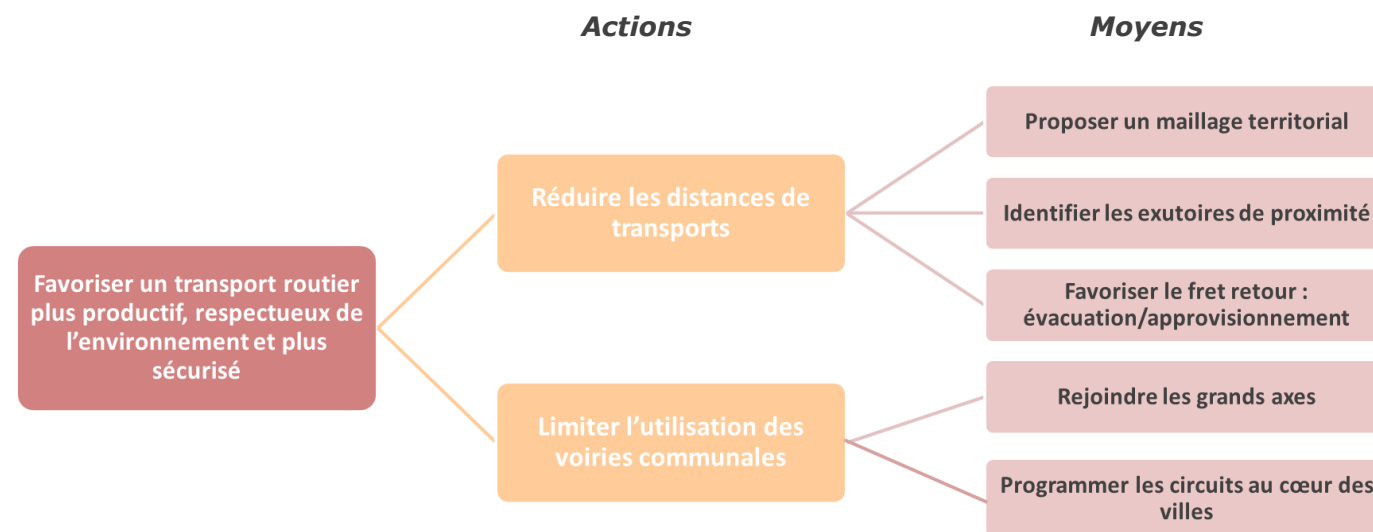 Actions
Moyens
Favoriser un transport routier
plus productif, respectueux de
l’environnement et plus
sécurisé
Réduire les distances de
transports
Limiter l’utilisation des
voiries communales
Proposer un maillage territorial
Identifier les exutoires de proximité
Favoriser le fret retour :
évacuation/approvisionnement
Rejoindre les grands axes
Programmer les circuits au cœur des
villes